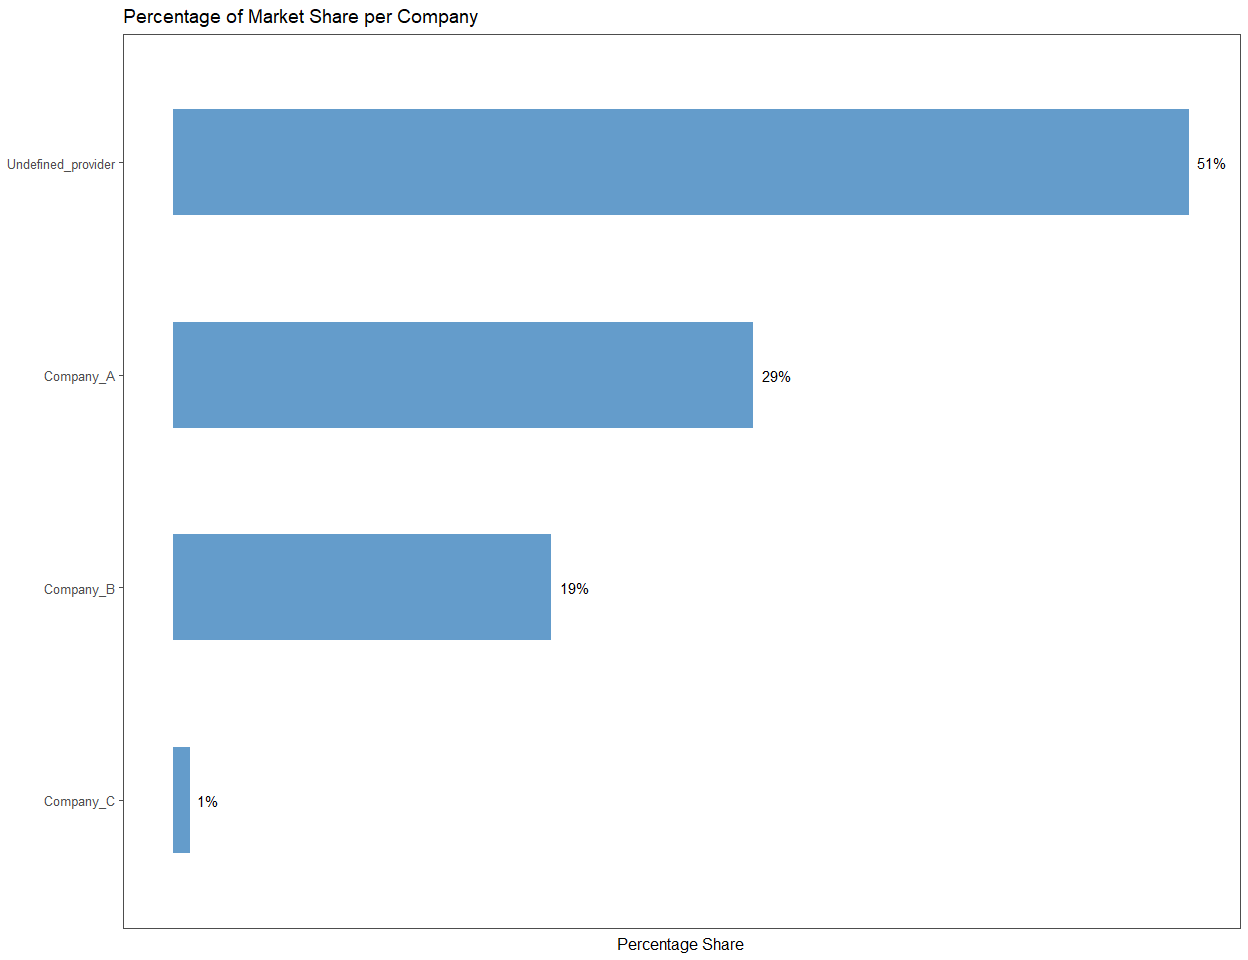 Percentage of Market Share per Company
Undefined_provider
51%
Company_A
29%
Company_B
19%
Company_C
1%
Percentage Share